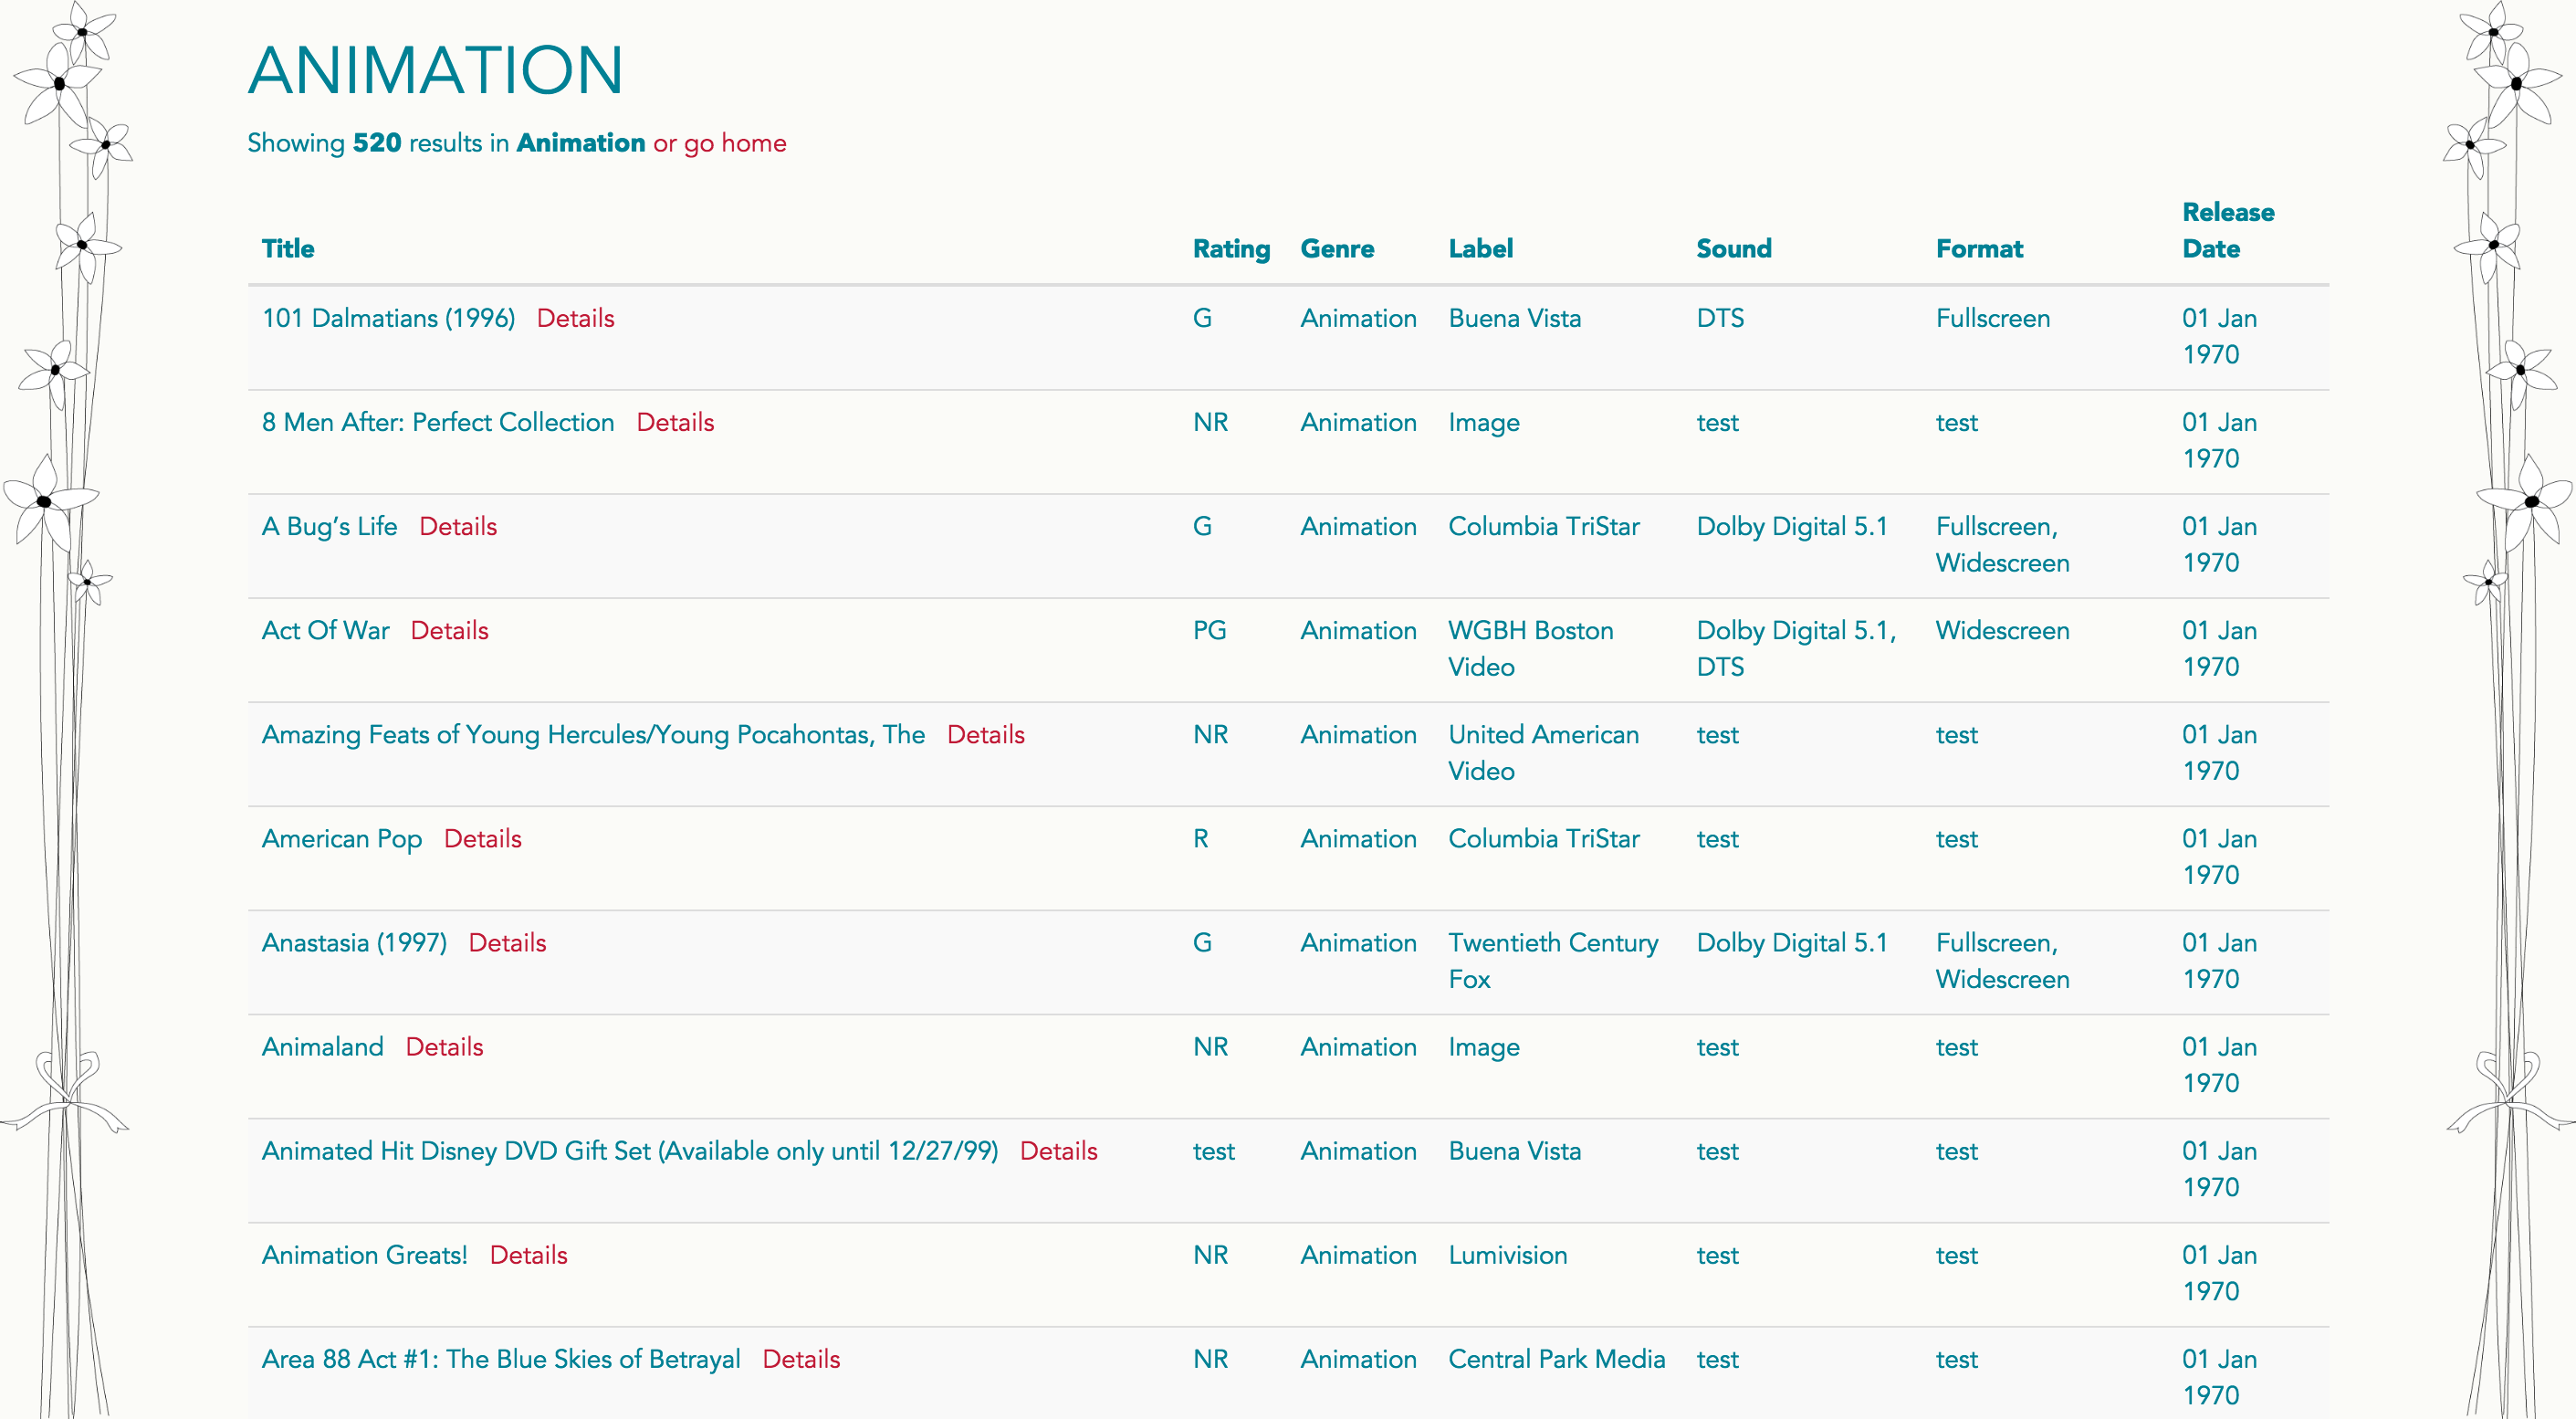 ANIMATION
Showing 520 results in Animation or go home
Title Rating Genre Label Sound Format Release Date
101 Dalmatians (1996) Details G Animation Buena Vista DTS Fullscreen 01 Jan 1970
8 Men After: Perfect Collection Details NR Animation Image test test 01 Jan 1970
A Bug’s Life Details G Animation Columbia TriStar Dolby Digital 5.1 Fullscreen, Widescreen 01 Jan 1970
Act Of War Details PG Animation WGBH Boston Video Dolby Digital 5.1, DTS Widescreen 01 Jan 1970
Amazing Feats of Young Hercules/Young Pocahontas, The Details NR Animation United American Video test test 01 Jan 1970
American Pop Details R Animation Columbia TriStar test test 01 Jan 1970
Anastasia (1997) Details G Animation Twentieth Century Fox Dolby Digital 5.1 Fullscreen, Widescreen 01 Jan 1970
Animaland Details NR Animation Image test test 01 Jan 1970
Animated Hit Disney DVD Gift Set (Available only until 12/27/99) Details test Animation Buena Vista test test 01 Jan 1970
Animation Greats! Details NR Animation Lumivision test test 01 Jan 1970
Area 88 Act #1: The Blue Skies of Betrayal Details NR Animation Central Park Media test test 01 Jan 1970